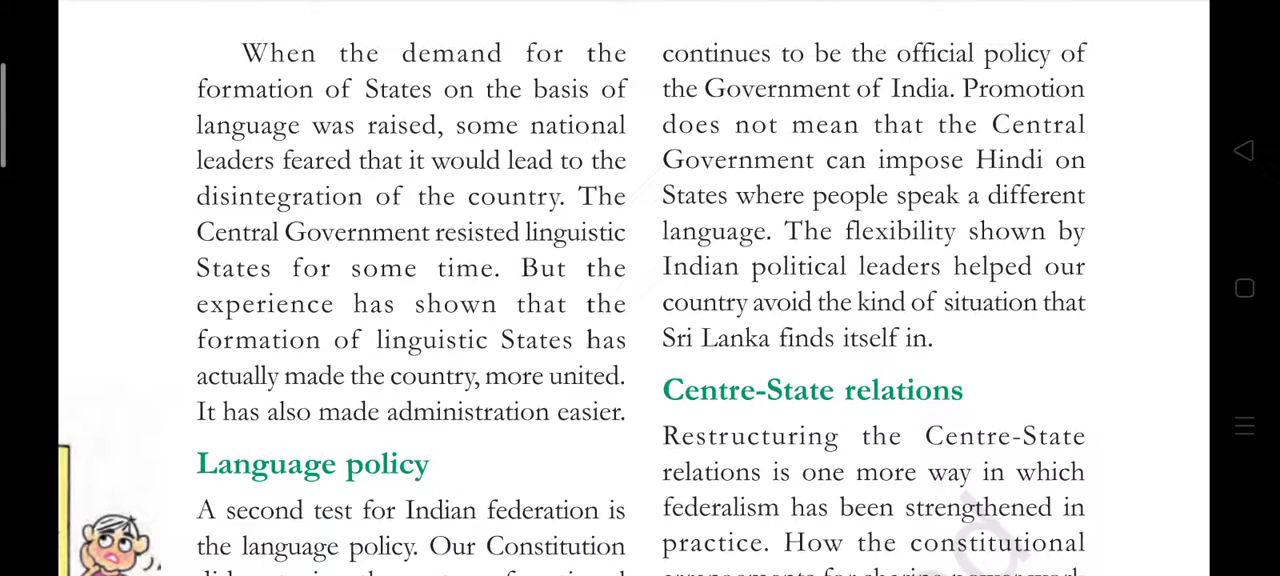 When the demand for the
formation of States on the basis of
language was raised, some national
leaders feared that it would lead to the
disintegration of the country. The
Central Government resisted linguistic
States for some time. But the
experience has shown that the
formation of linguistic States has
actually made the country, more united.
It has also made administration easier.
Language policy
A second test for Indian federation is
the language policy. Our Constitution
continues to be the official policy of
the Government of India. Promotion
does not mean that the Central
Government can impose Hindi on
States where people speak a different
language. The flexibility shown by
Indian political leaders helped our
country avoid the kind of situation that
Sri Lanka finds itself in.
Centre-State relations
Restructuring the Centre-State
relations is one more way in which
federalism has been strengthened in
practice. How the constitutional